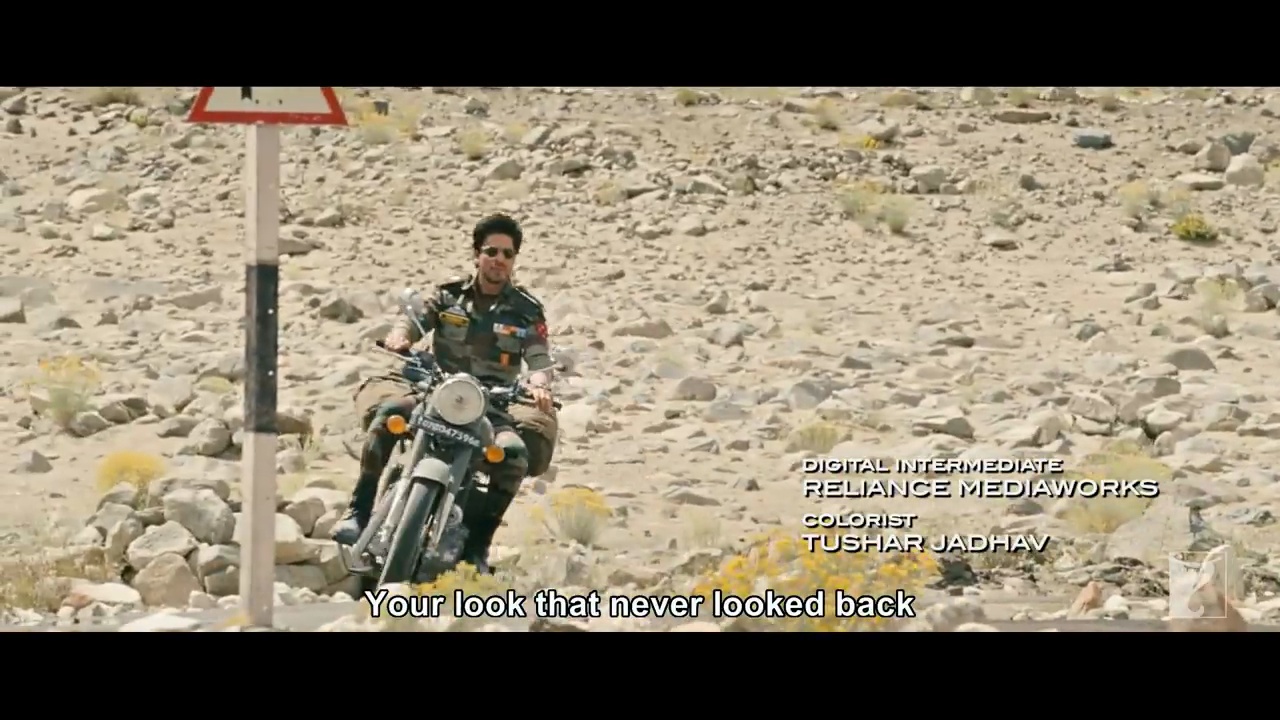 DIGITAL INTERMEDIATE
RELIANCE MEDIAWORKS
COLORIST
TUSHAR JADHAV
Your look that never looked back